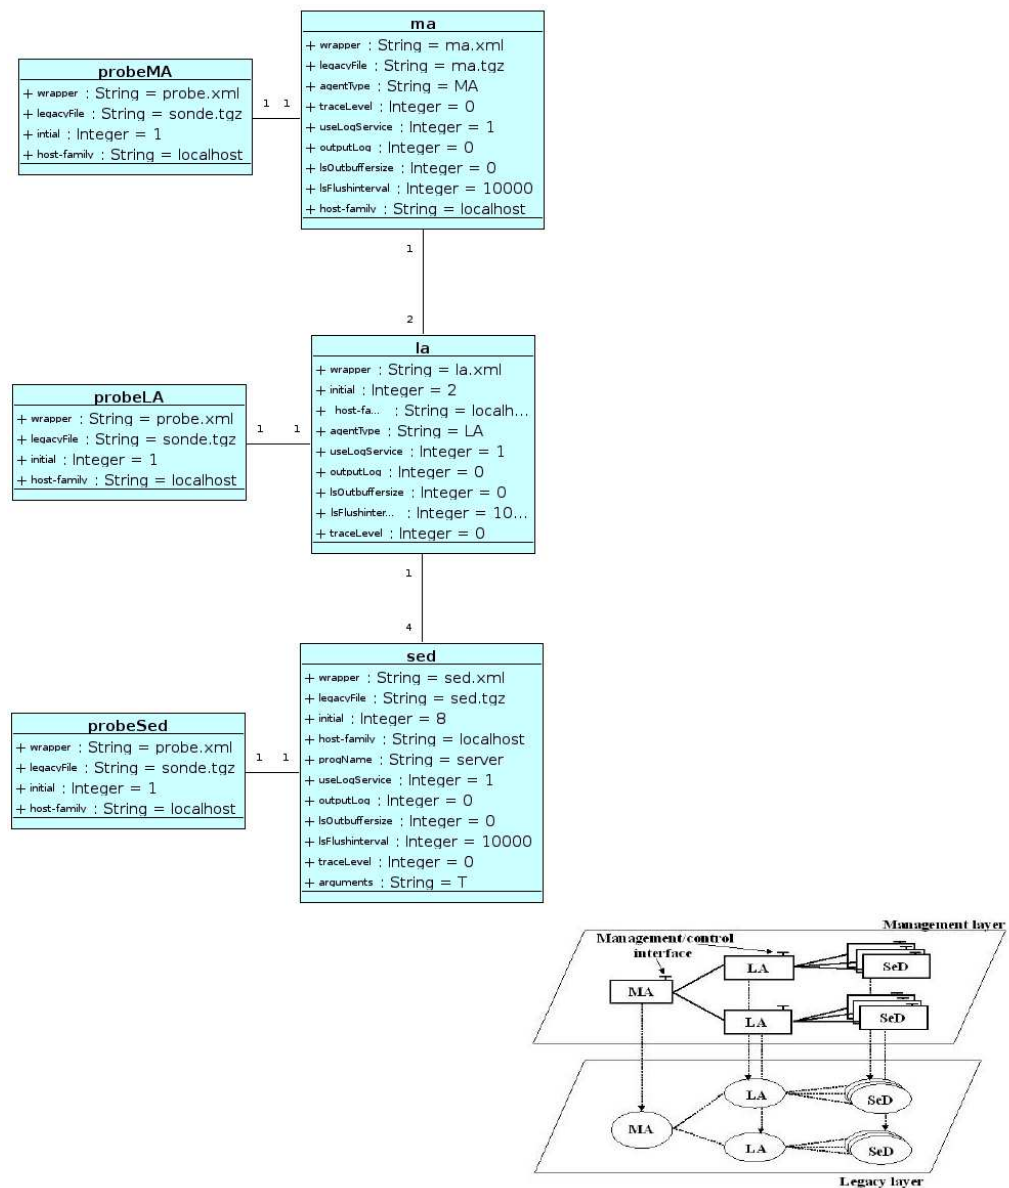 ma
+ wrapper : String = ma.xml
+ legacyFile : String = ma.tgz
+ agentType : String = MA
+ traceLevel : Integer = 0
+ useLogService : Integer = 1
+ outputLog : Integer = 0
+ lsOutbuffersize : Integer = 0
+ lsFlushinterval : Integer = 10000
+ host-family : String = localhost
probeMA
+ wrapper : String = probe.xml
+ legacyFile : String = sonde.tgz
+ intial : Integer = 1
+ host-family : String = localhost
1 1
1
2
la
+ wrapper : String = la.xml
+ initial : Integer = 2
+ host-fa... : String = localh...
+ agentType : String = LA
+ useLogService : Integer = 1
+ outputLog : Integer = 0
+ lsOutbuffersize : Integer = 0
+ lsFlushinter... : Integer = 10...
+ traceLevel : Integer = 0
probeLA
+ wrapper : String = probe.xml
+ legacyFile : String = sonde.tgz
+ initial : Integer = 1
+ host-family : String = localhost
1 1
1
4
sed
+ wrapper : String = sed.xml
+ legacyFile : String = sed.tgz
+ initial : Integer = 8
+ host-family : String = localhost
+ progName : String = server
+ useLogService : Integer = 1
+ outputLog : Integer = 0
+ lsOutbuffersize : Integer = 0
+ lsFlushinterval : Integer = 10000
+ traceLevel : Integer = 0
+ arguments : String = T
probeSed
+ wrapper : String = probe.xml
+ legacyFile : String = sonde.tgz
+ initial : Integer = 1
+ host-family : String = localhost
1 1
Management layer
Management/control
interface
LA
SeD
MA
LA
SeD
LA
SeD
MA
LA
SeD
Legacy layer